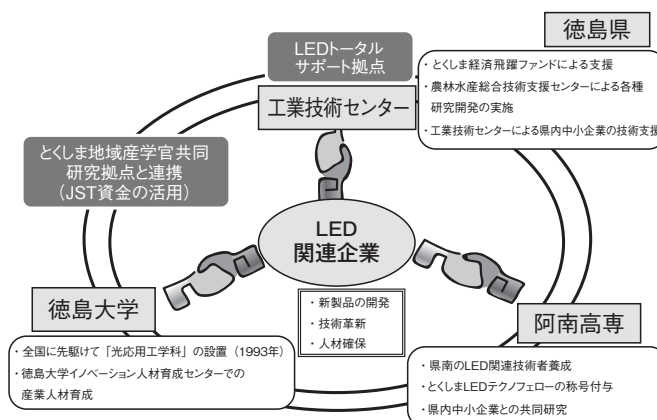 徳島県
・とくしま経済飛躍ファンドによる支援
・農林水産総合技術支援センターによる各種
研究開発の実施
・工業技術センターによる県内中小企業の技術支援
LEDトータル
サポート拠点
工業技術センター
とくしま地域産学官共同
研究拠点と連携
(JST資金の活用)
LED
関連企業
・新製品の開発
・技術革新
・人材確保
徳島大学
・全国に先駆けて「光応用工学科」の設置(1993年)
・徳島大学イノベーション人材育成センターでの
産業人材育成
阿南高専
・県南のLED関連技術者養成
・とくしまLEDテクノフェローの称号付与
・県内中小企業との共同研究